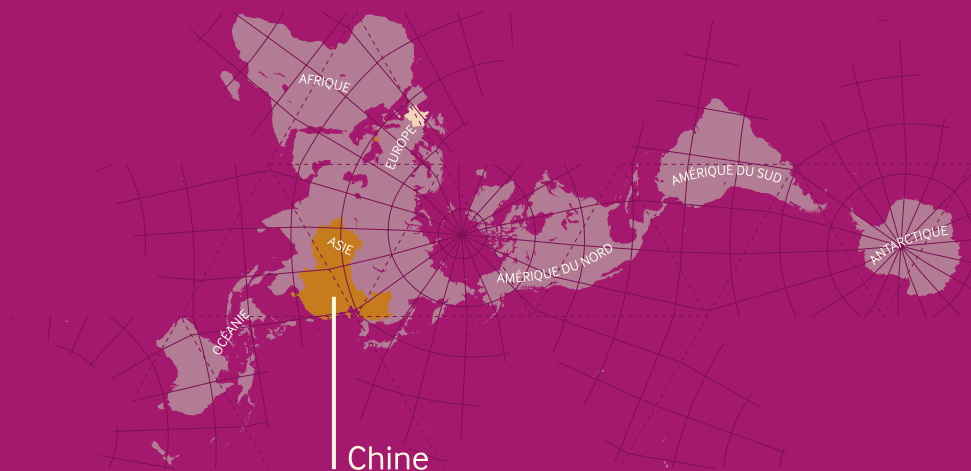 AFRIQUE
EUROPE
AMÉRIQUE DU SUD
ASIE
AMÉRIQUE DU NORD
ANTARCTIQUE
OCÉANIE
Chine